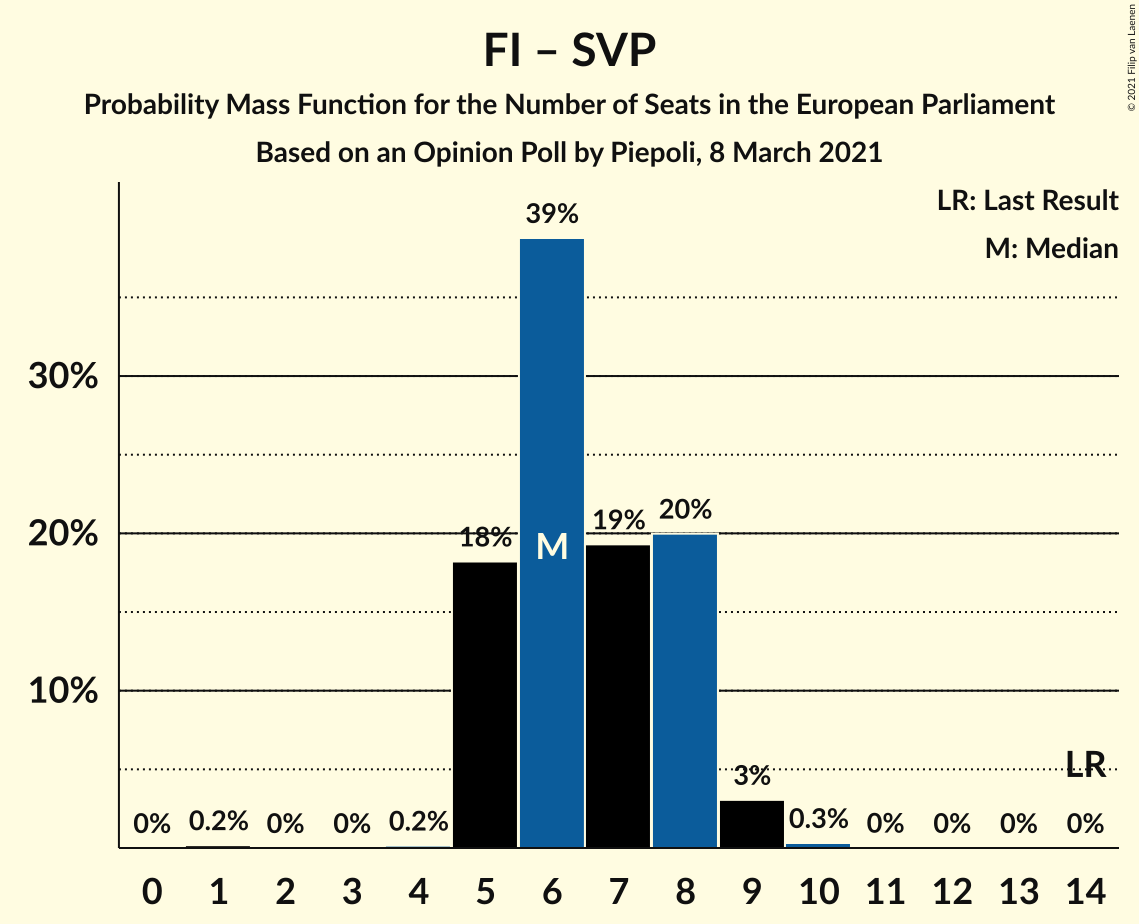 FI – SVP
Probability Mass Function for the Number of Seats in the European Parliament
Based on an Opinion Poll by Piepoli, 8 March 2021
© 2021 Filip van Laenen
LR: Last Result
M: Median
39%
30%
20%
18%
M
19%
20%
10%
LR
3%
0% 0.2% 0% 0% 0.2% 0.3% 0% 0% 0% 0%
0 1 2 3 4 5 6 7 8 9 10 11 12 13 14